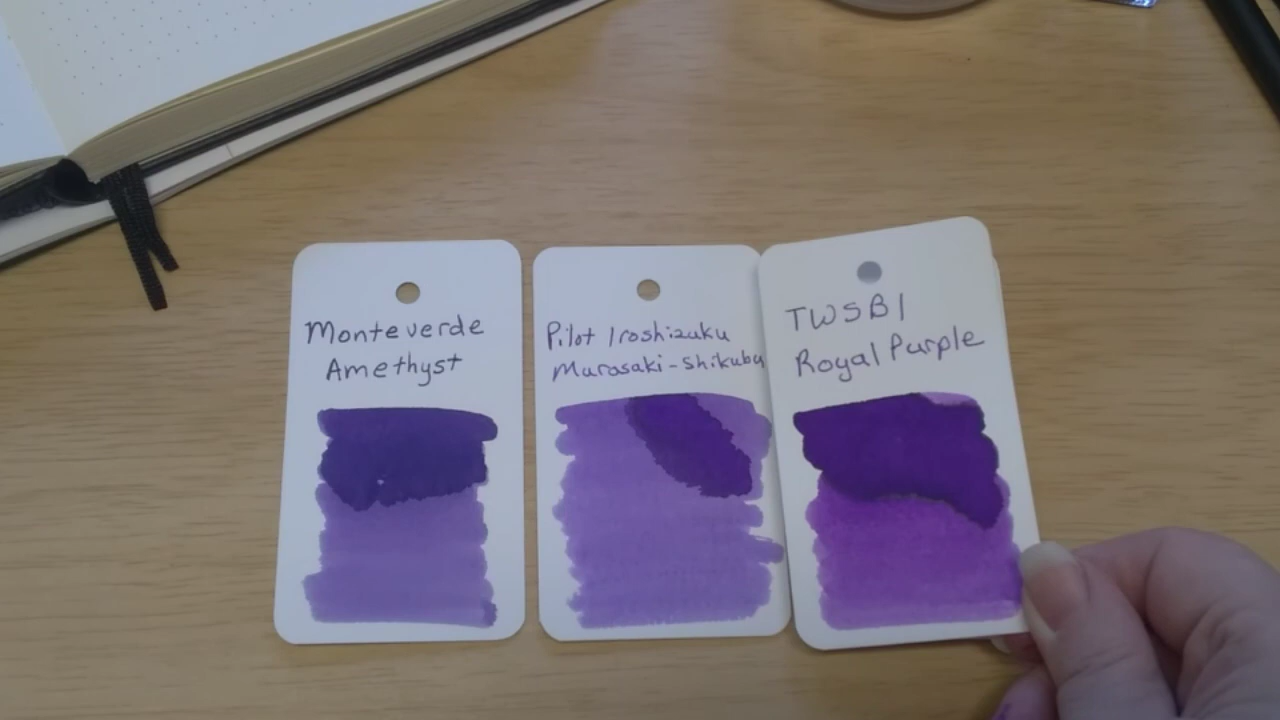 Monteverde
Amethyst
Pilot Iroshizuku
Murasaki-Shikubu
TWSBI
Royal Purple